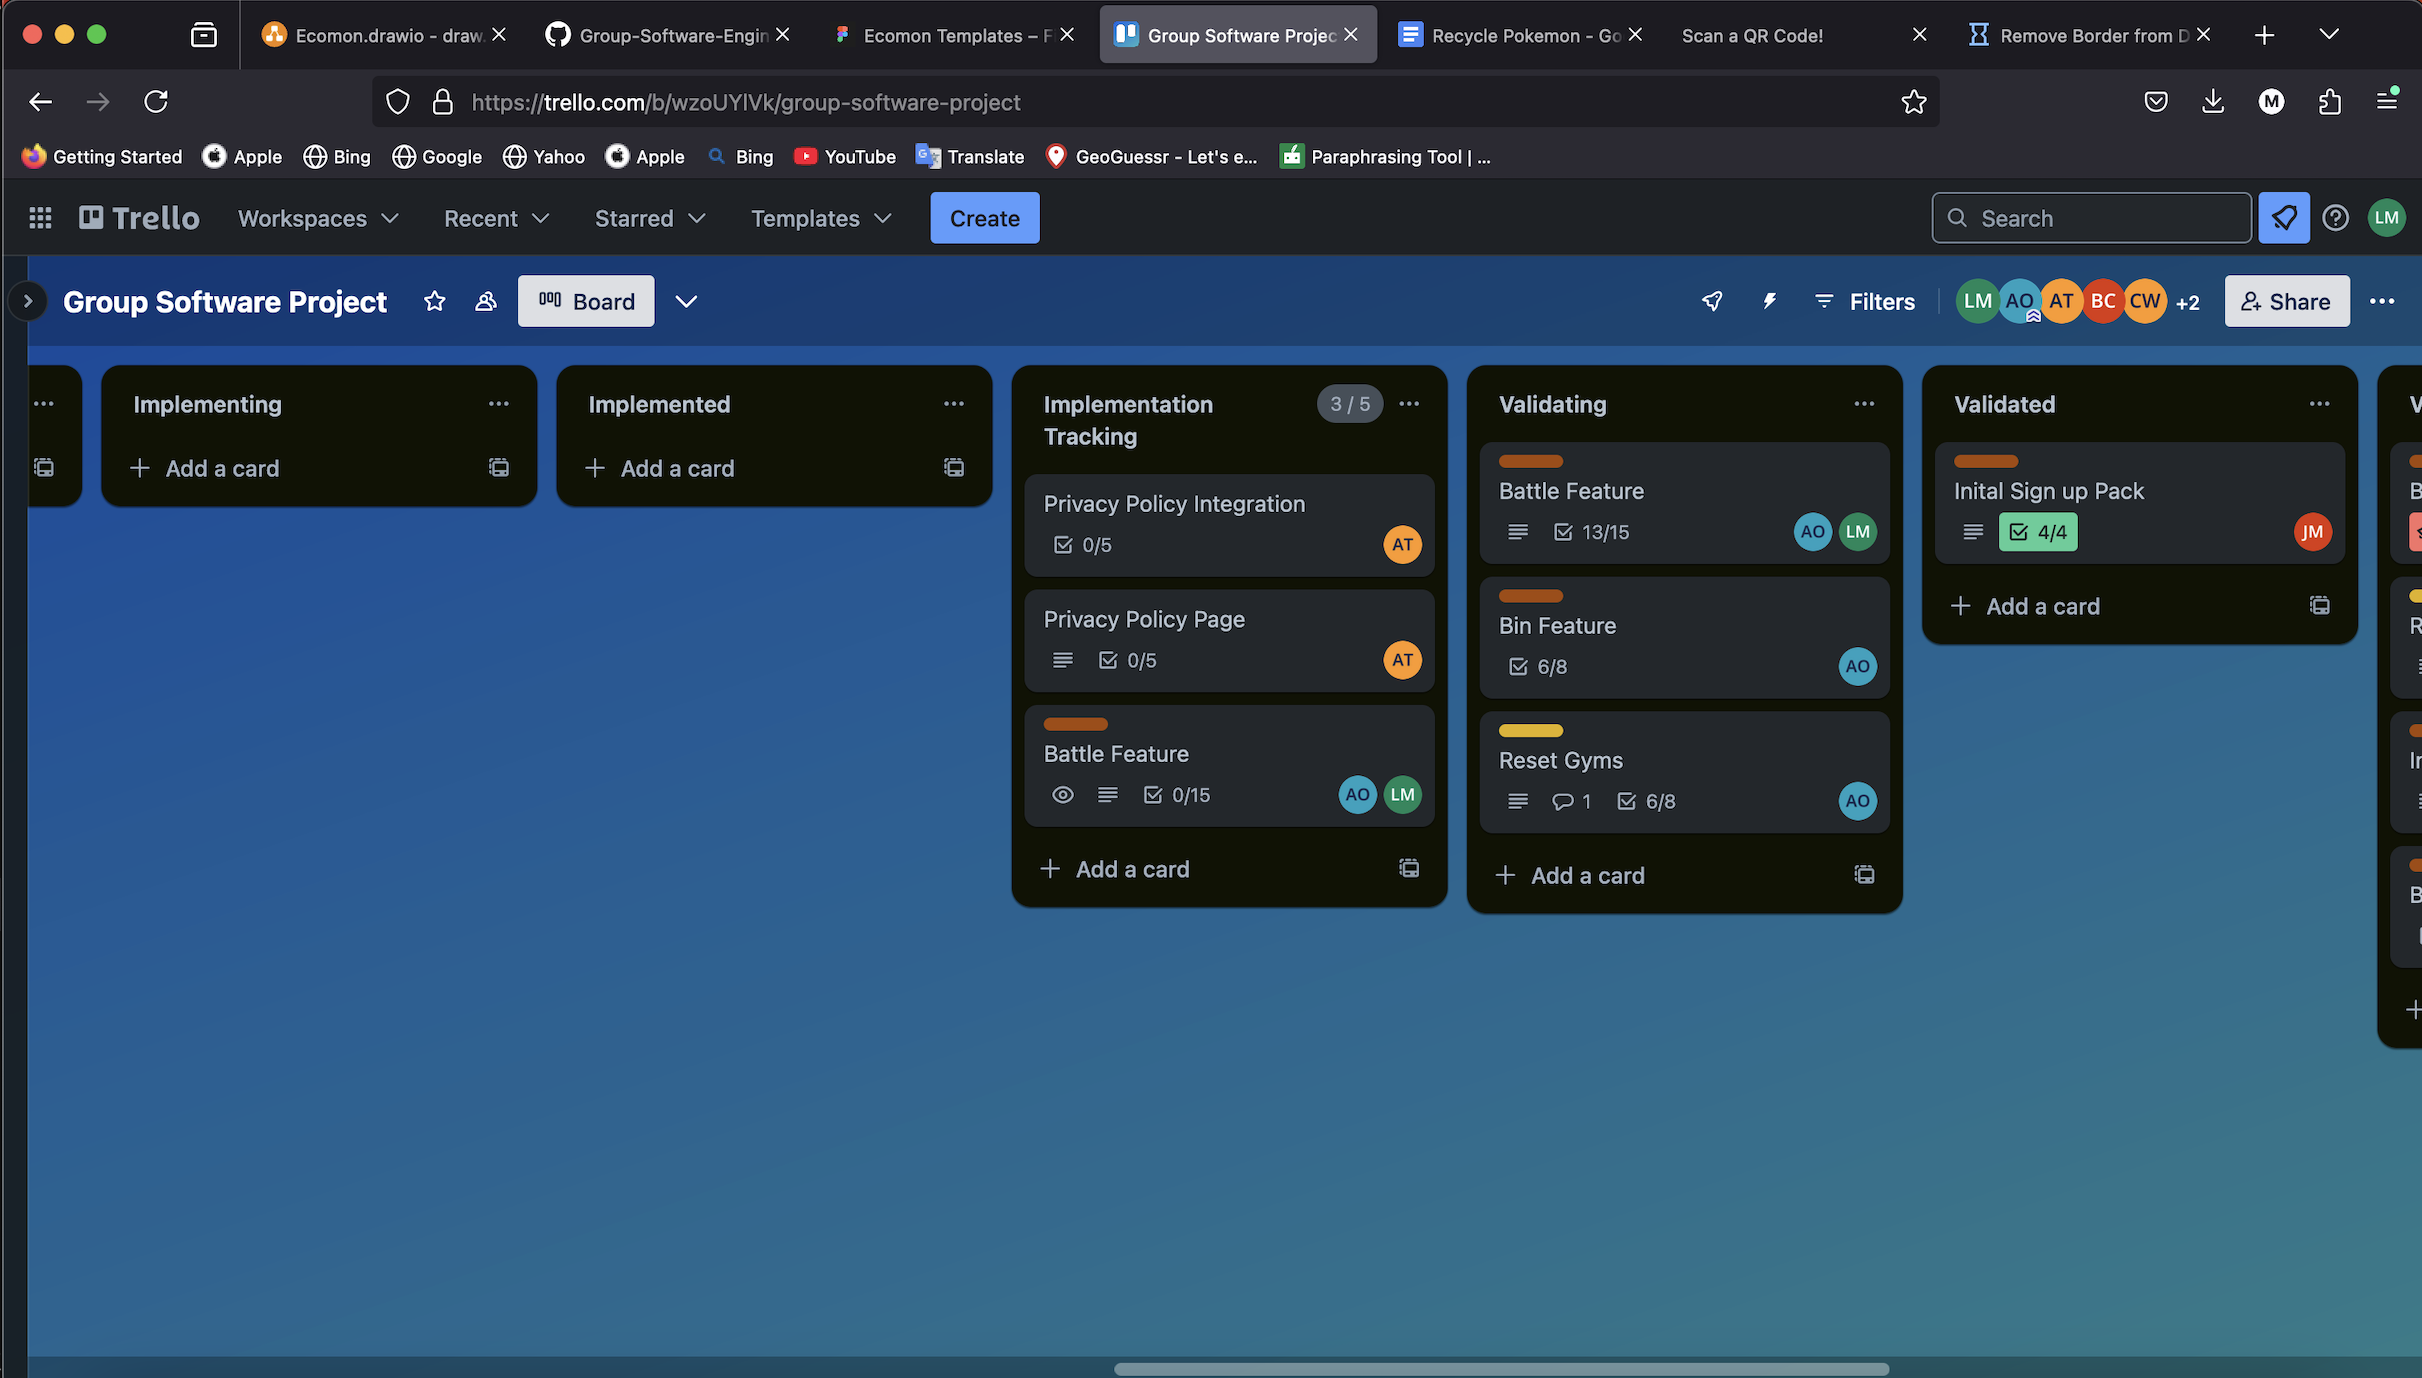 Ecomon.drawio - draw.
Group-Software-Engin
Ecomon Templates – F
Group Software Projec
Recycle Pokemon - Go
Scan a QR Code!
Remove Border from D
https://trello.com/b/wzoUYlVk/group-software-project
M
Getting Started
Apple
Bing
Google
Yahoo
Apple
Bing
YouTube
Translate
GeoGuessr - Let's e...
Paraphrasing Tool | ...
Trello
Workspaces
Recent
Starred
Templates
Create
Search
LM
Group Software Project
Board
Filters
LM
AO
AT
BC
CW
+2
Share
Implementing
Add a card
Implemented
Add a card
Implementation
Tracking
3 / 5
Privacy Policy Integration
0/5
AT
Privacy Policy Page
0/5
AT
Battle Feature
0/15
AO
LM
Add a card
Validating
Battle Feature
13/15
AO
LM
Bin Feature
6/8
AO
Reset Gyms
1
6/8
AO
Add a card
Validated
Inital Sign up Pack
4/4
JM
Add a card